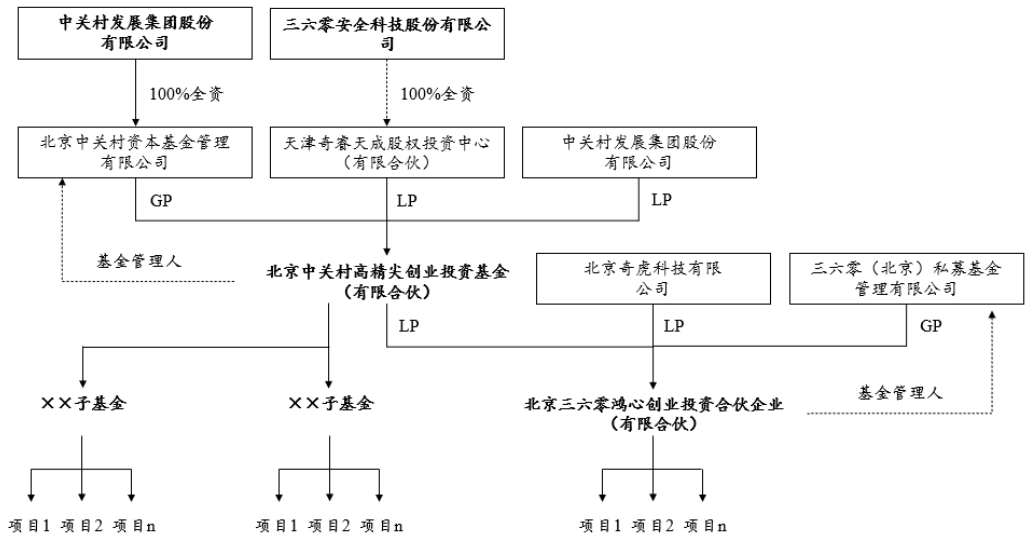 中关村发展集团股份
有限公司
三六零安全科技股份有限公
司
100%全资
100%全资
北京中关村资本基金管理
有限公司
天津奇睿天成股权投资中心
（有限合伙）
中关村发展集团股份
有限公司
GP
LP
LP
基金管理人
北京中关村高精尖创业投资基金
（有限合伙）
北京奇虎科技有限
公司
三六零（北京）私募基金
管理有限公司
LP
LP
GP
××子基金
××子基金
北京三六零鸿心创业投资合伙企业
（有限合伙）
基金管理人
项目1 项目2 项目n
项目1 项目2 项目n
项目1 项目2 项目n